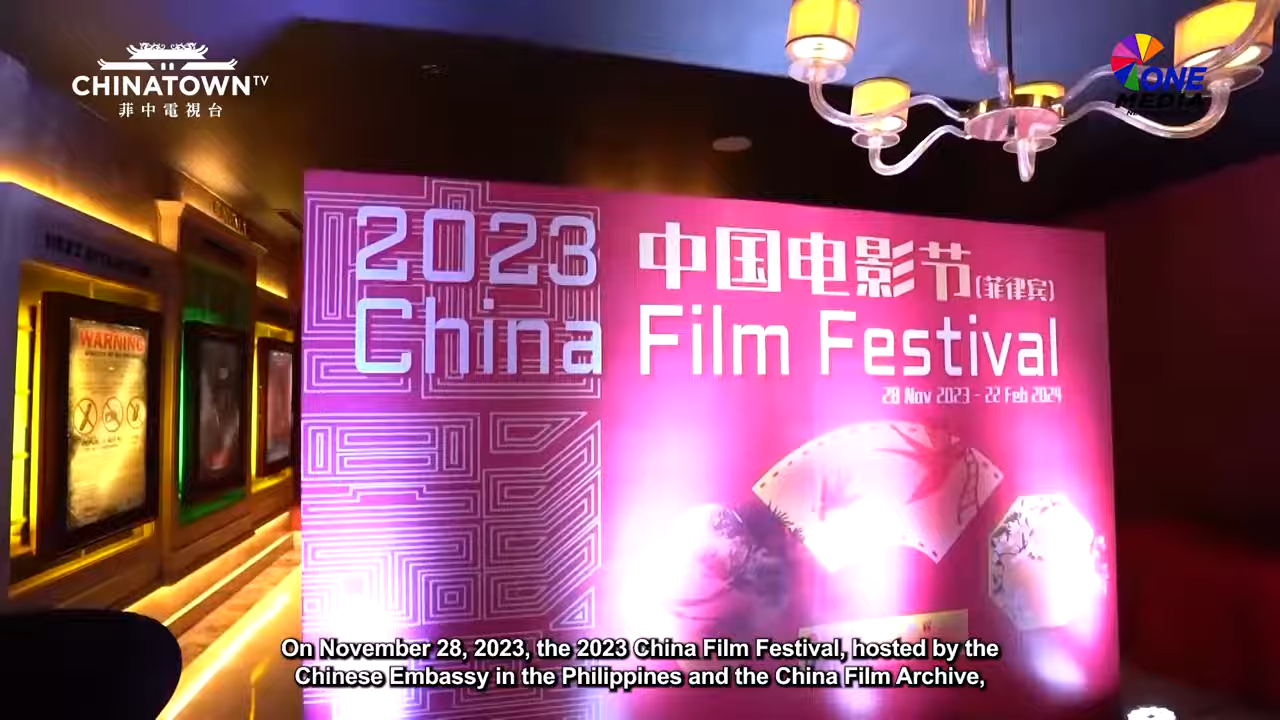 CHINATOWN TV
菲中電視台
ONE
MEDIA
2023
China
中国电影节(菲律宾)
Film Festival
28 Nov 2023 - 22 Feb 2024
WARNING
On November 28, 2023, the 2023 China Film Festival, hosted by the
Chinese Embassy in the Philippines and the China Film Archive,